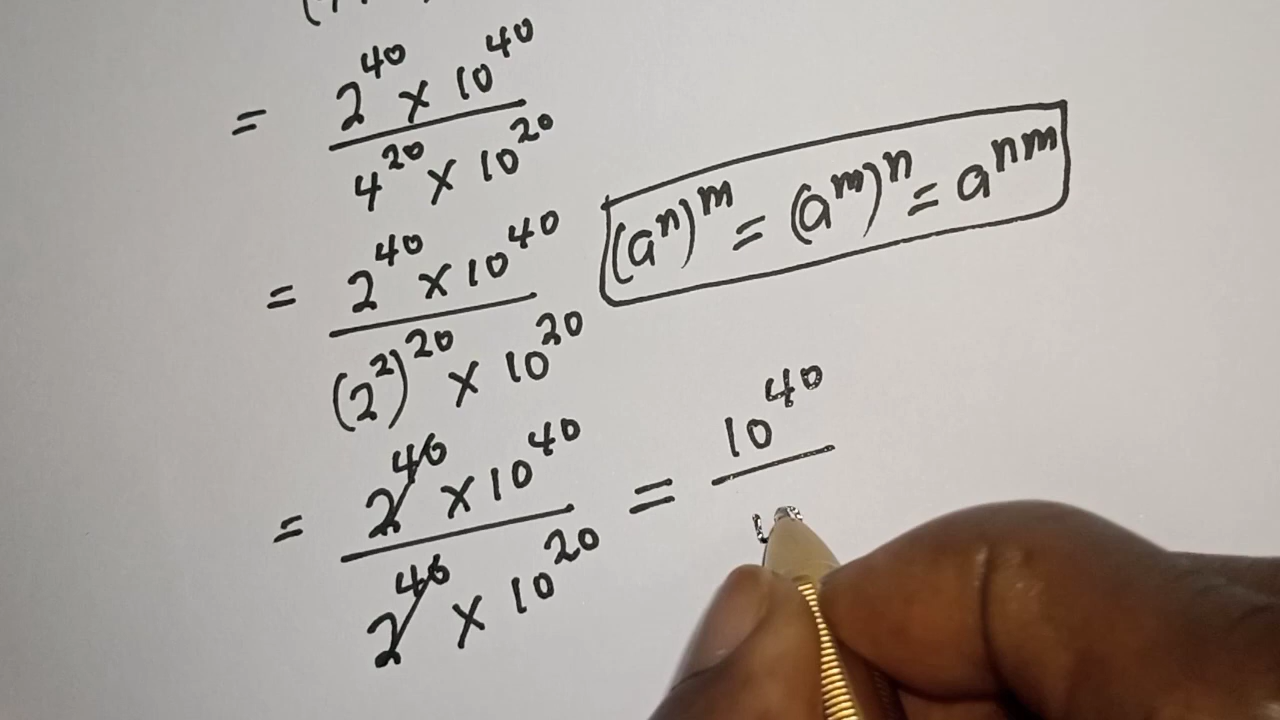 = 2^40 × 10^40 / 4^20 × 10^20
(a^n)^m = (a^m)^n = a^nm
= 2^40 × 10^40 / (2^2)^20 × 10^20
= 2^40 × 10^40 / 2^40 × 10^20 = 10^40 /